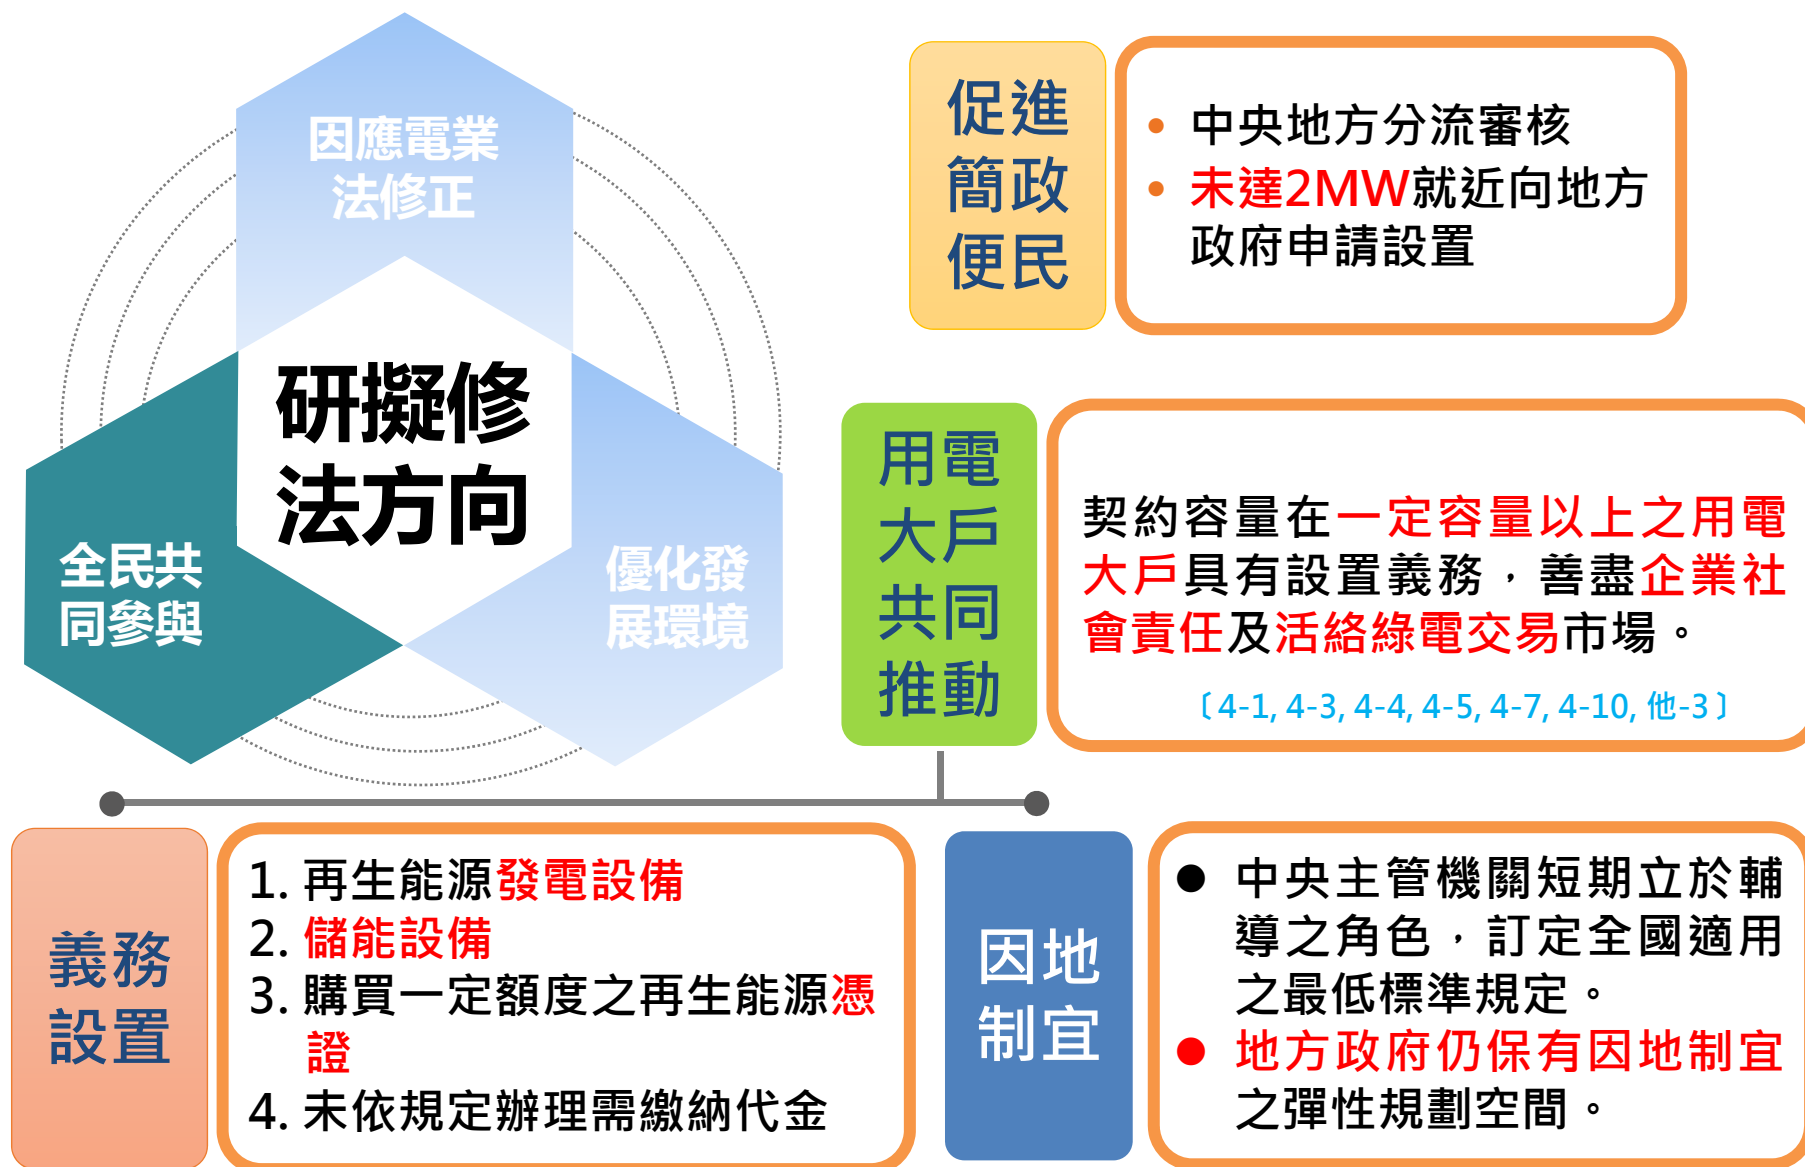 因應電業
法修正
研擬修
法方向
全民共
同參與
優化發
展環境
促進
簡政
便民
• 中央地方分流審核
• 未達2MW就近向地方
政府申請設置
用電
大戶
共同
推動
契約容量在一定容量以上之用電
大戶具有設置義務，善盡企業社
會責任及活絡綠電交易市場。
〔4-1, 4-3, 4-4, 4-5, 4-7, 4-10, 他-3〕
義務
設置
1. 再生能源發電設備
2. 儲能設備
3. 購買一定額度之再生能源憑
證
4. 未依規定辦理需繳納代金
因地
制宜
● 中央主管機關短期立於輔
導之角色，訂定全國適用
之最低標準規定。
● 地方政府仍保有因地制宜
之彈性規劃空間。